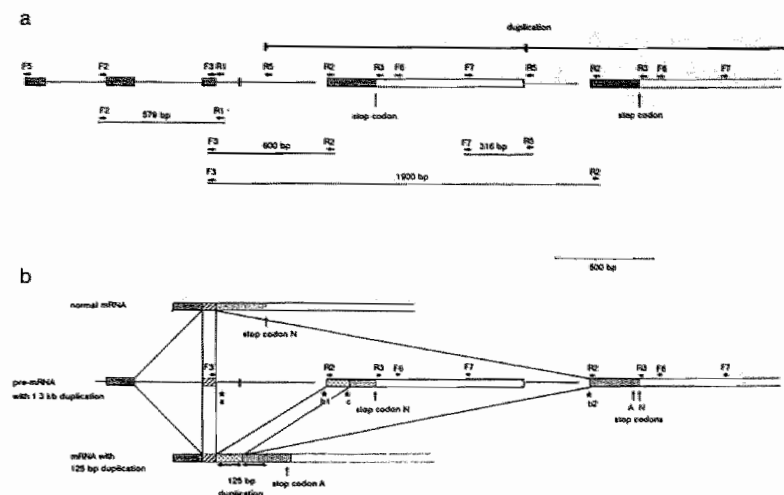 a
duplication
F5 F2 F3 R1 R5 R2 R3 F6 F7 R5 R2 R3 F6 F7
stop codon stop codon
F2 579 bp R1
F3 600 bp R2 F7 316 bp R5
F3 1900 bp R2
500 bp
b
normal mRNA
stop codon N
F3 R2 R3 F6 F7 R2 R3 F6 F7
pre-mRNA
with 1 3 kb duplication
* a * b1 * c stop codon N * b2 A N
stop codons
mRNA with
125 bp duplication
125 bp
duplication
stop codon A